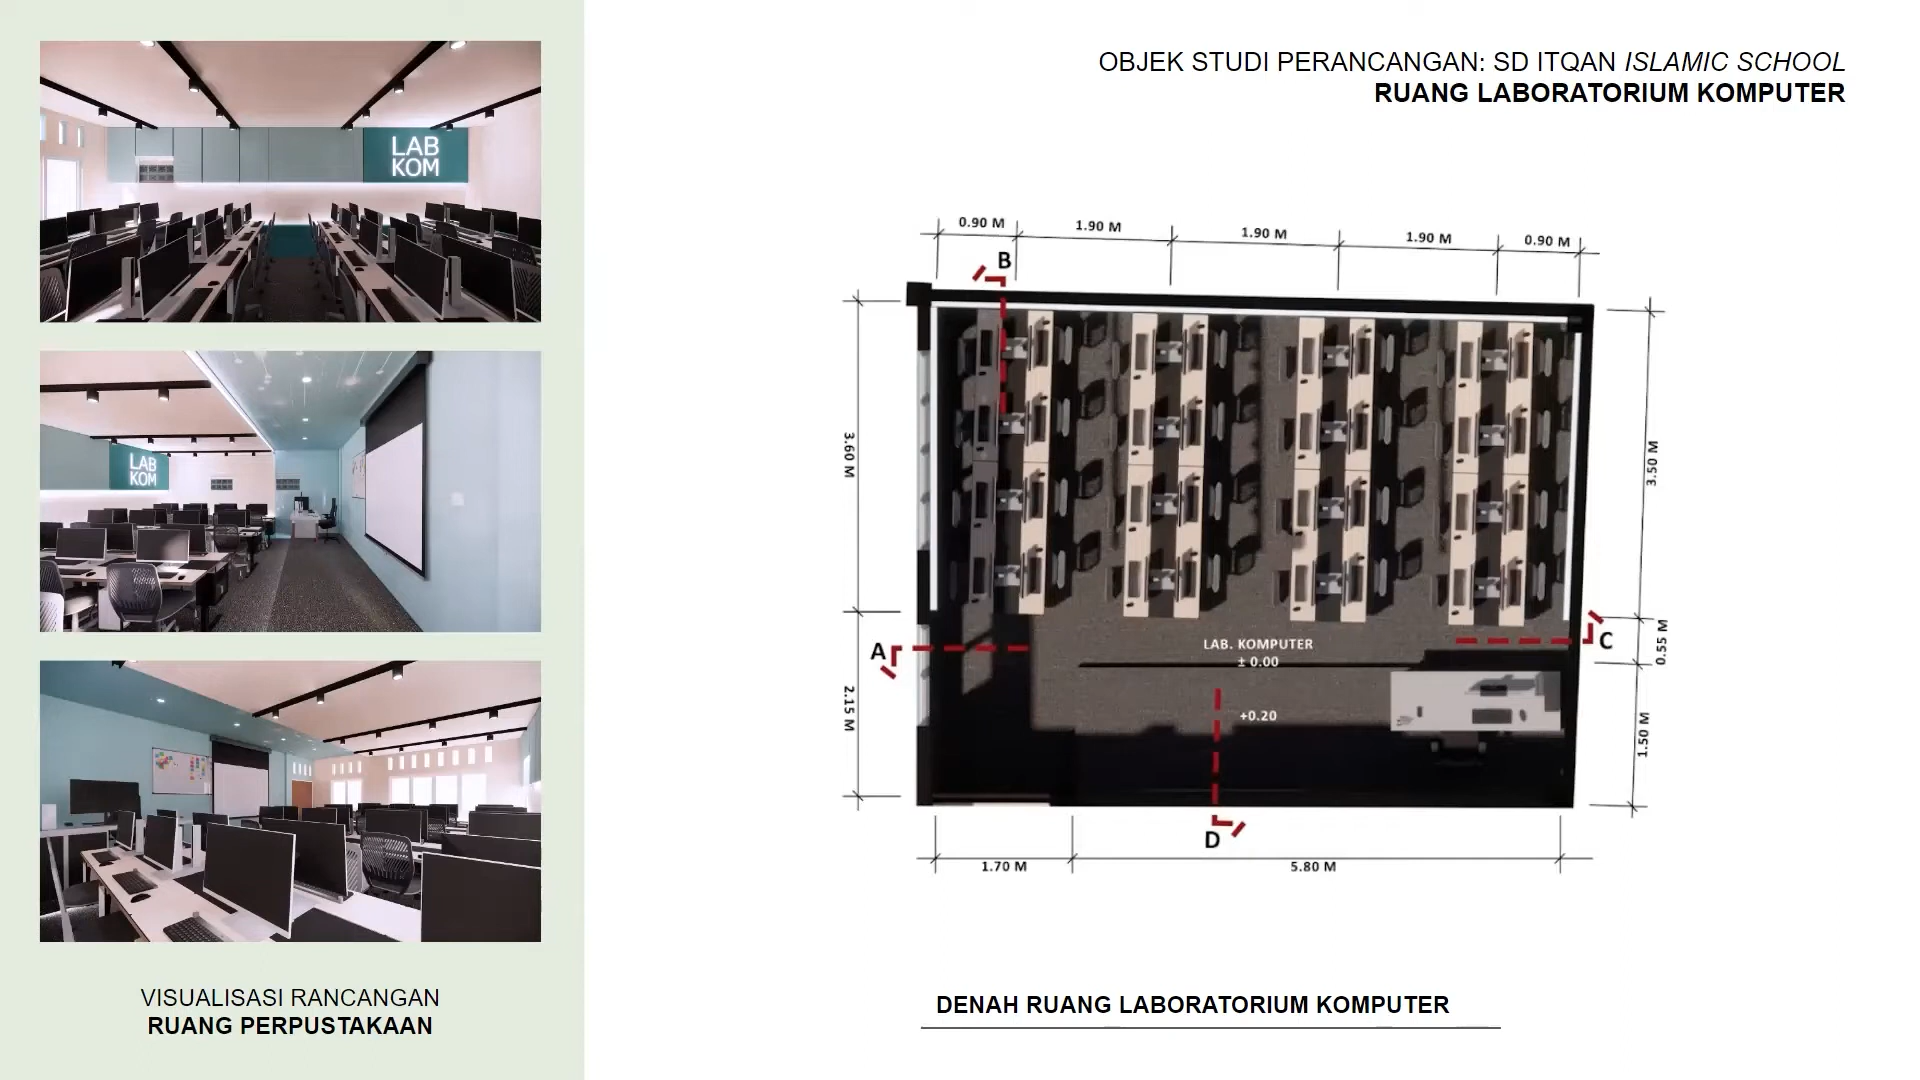 LAB
KOM
LAB
KOM
VISUALISASI RANCANGAN
RUANG PERPUSTAKAAN
OBJEK STUDI PERANCANGAN: SD ITQAN ISLAMIC SCHOOL
RUANG LABORATORIUM KOMPUTER
0.90 M
1.90 M
1.90 M
1.90 M
0.90 M
B
3.60 M
3.50 M
A
LAB. KOMPUTER
± 0.00
C
0.55 M
2.15 M
+0.20
1.50 M
D
1.70 M
5.80 M
DENAH RUANG LABORATORIUM KOMPUTER